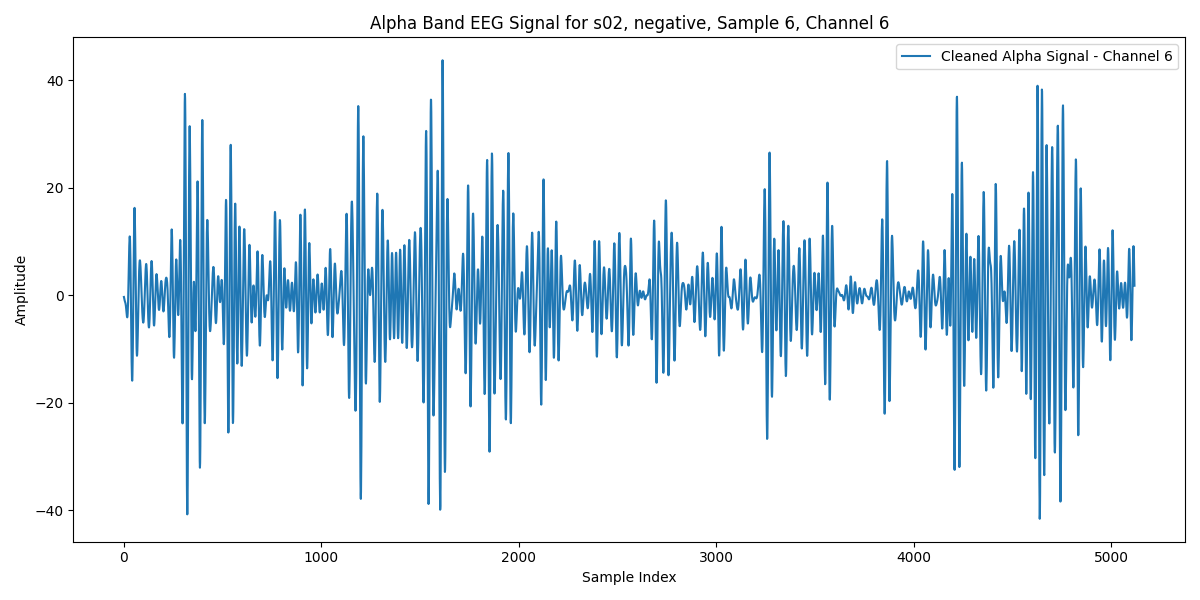 Alpha Band EEG Signal for s02, negative, Sample 6, Channel 6
Cleaned Alpha Signal - Channel 6
Amplitude
40
20
0
−20
−40
0 1000 2000 3000 4000 5000
Sample Index